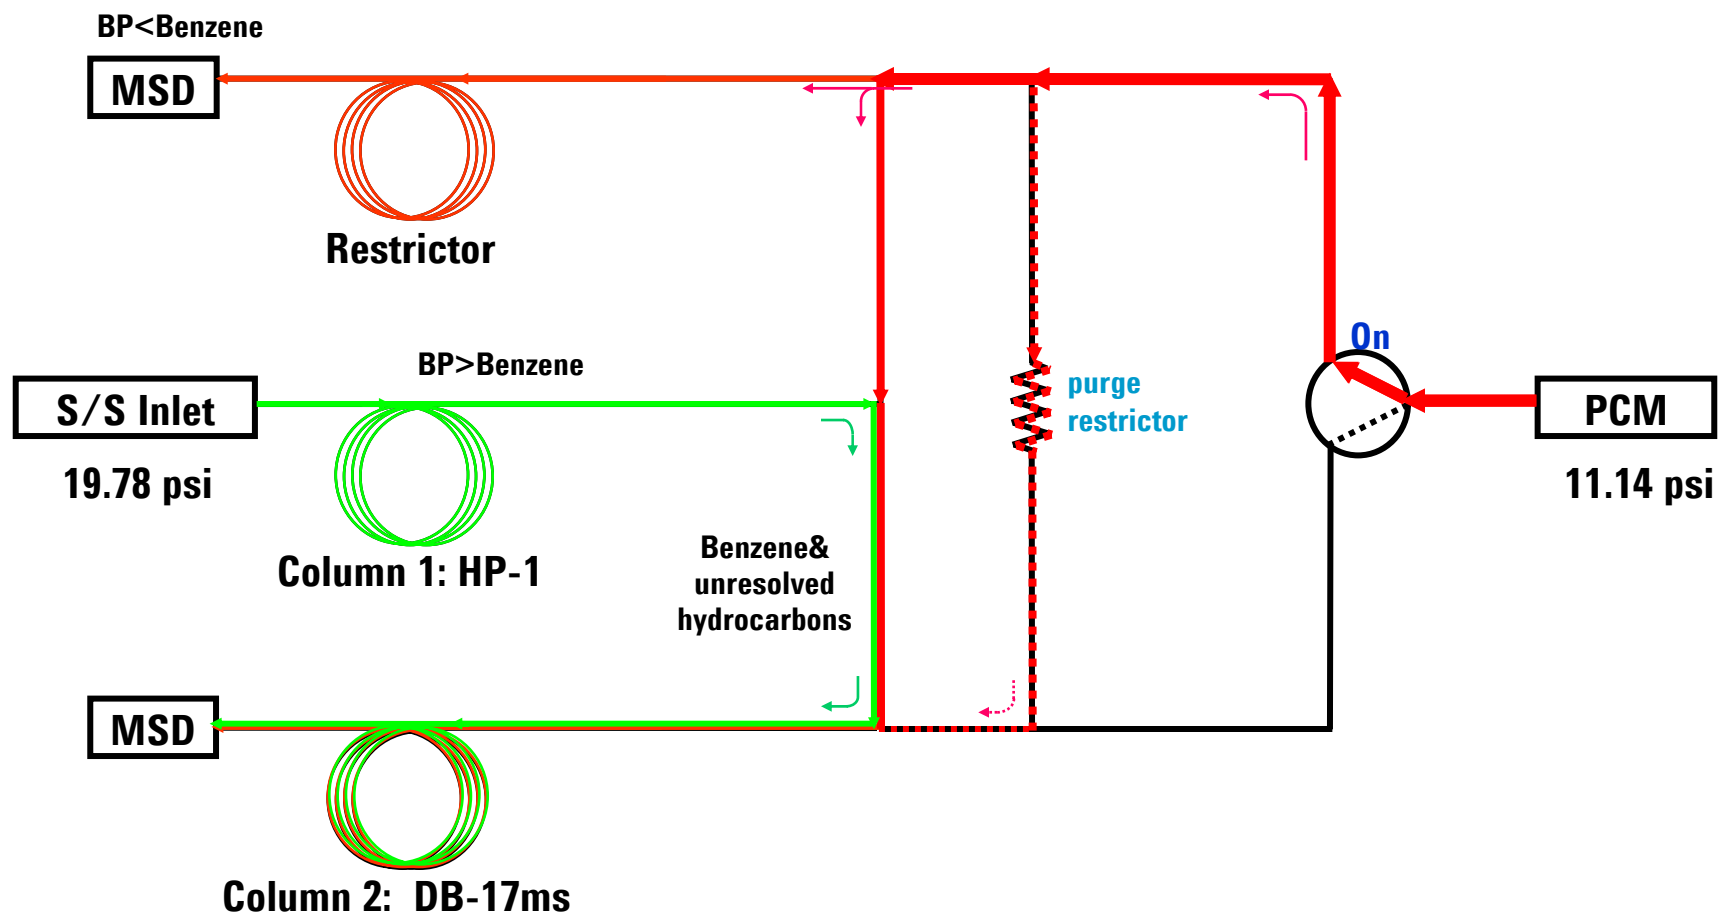 BP<Benzene
MSD
Restrictor
On
BP>Benzene
purge
restrictor
S/S Inlet
PCM
19.78 psi
11.14 psi
Column 1: HP-1
Benzene&
unresolved
hydrocarbons
MSD
Column 2: DB-17ms